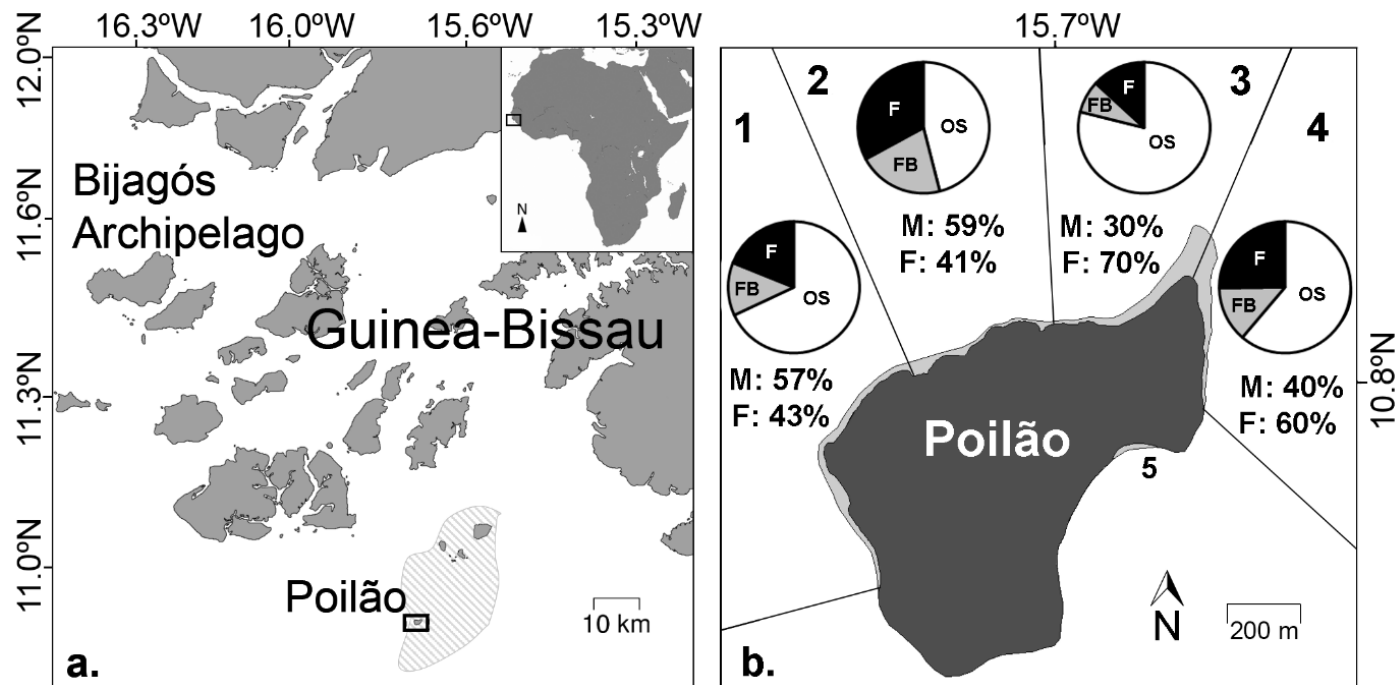 16.3ºW 16.0ºW 15.6ºW 15.3ºW
12.0ºN
11.6ºN
11.3ºN
11.0ºN
Bijagós
Archipelago
N
Guinea-Bissau
Poilão
10 km
a.
15.7ºW
10.8ºN
1
F
FB
OS
M: 57%
F: 43%
2
F
FB
OS
M: 59%
F: 41%
3
F
FB
OS
M: 30%
F: 70%
4
F
FB
OS
M: 40%
F: 60%
Poilão
5
N
200 m
b.